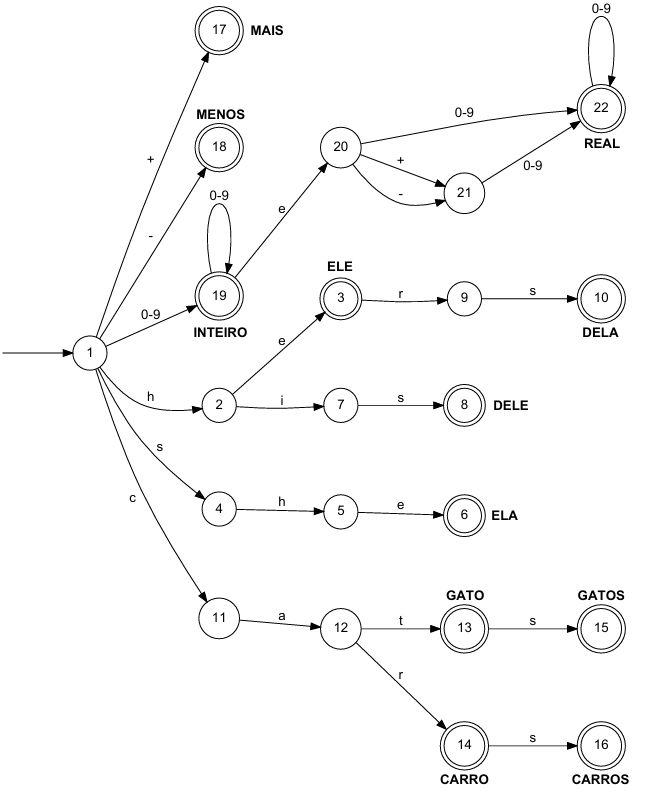 0-9
17 MAIS
22
MENOS
0-9
REAL
+
18
20
+
21
0-9
-
0-9
-
e
19
0-9
INTEIRO
ELE
3
r
9
s
10
DELA
1
h
e
2
i
7
s
8 DELE
s
4
h
5
e
6 ELA
c
11
a
12
GATO
t
13
s
GATOS
15
r
14
CARRO
s
16
CARROS